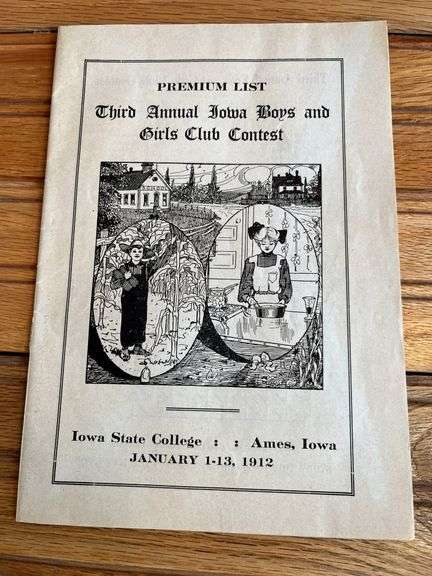 PREMIUM LIST
Third Annual Iowa Boys and
Girls Club Contest
SCHOOL
Iowa State College : : Ames, Iowa
JANUARY 1-13, 1912